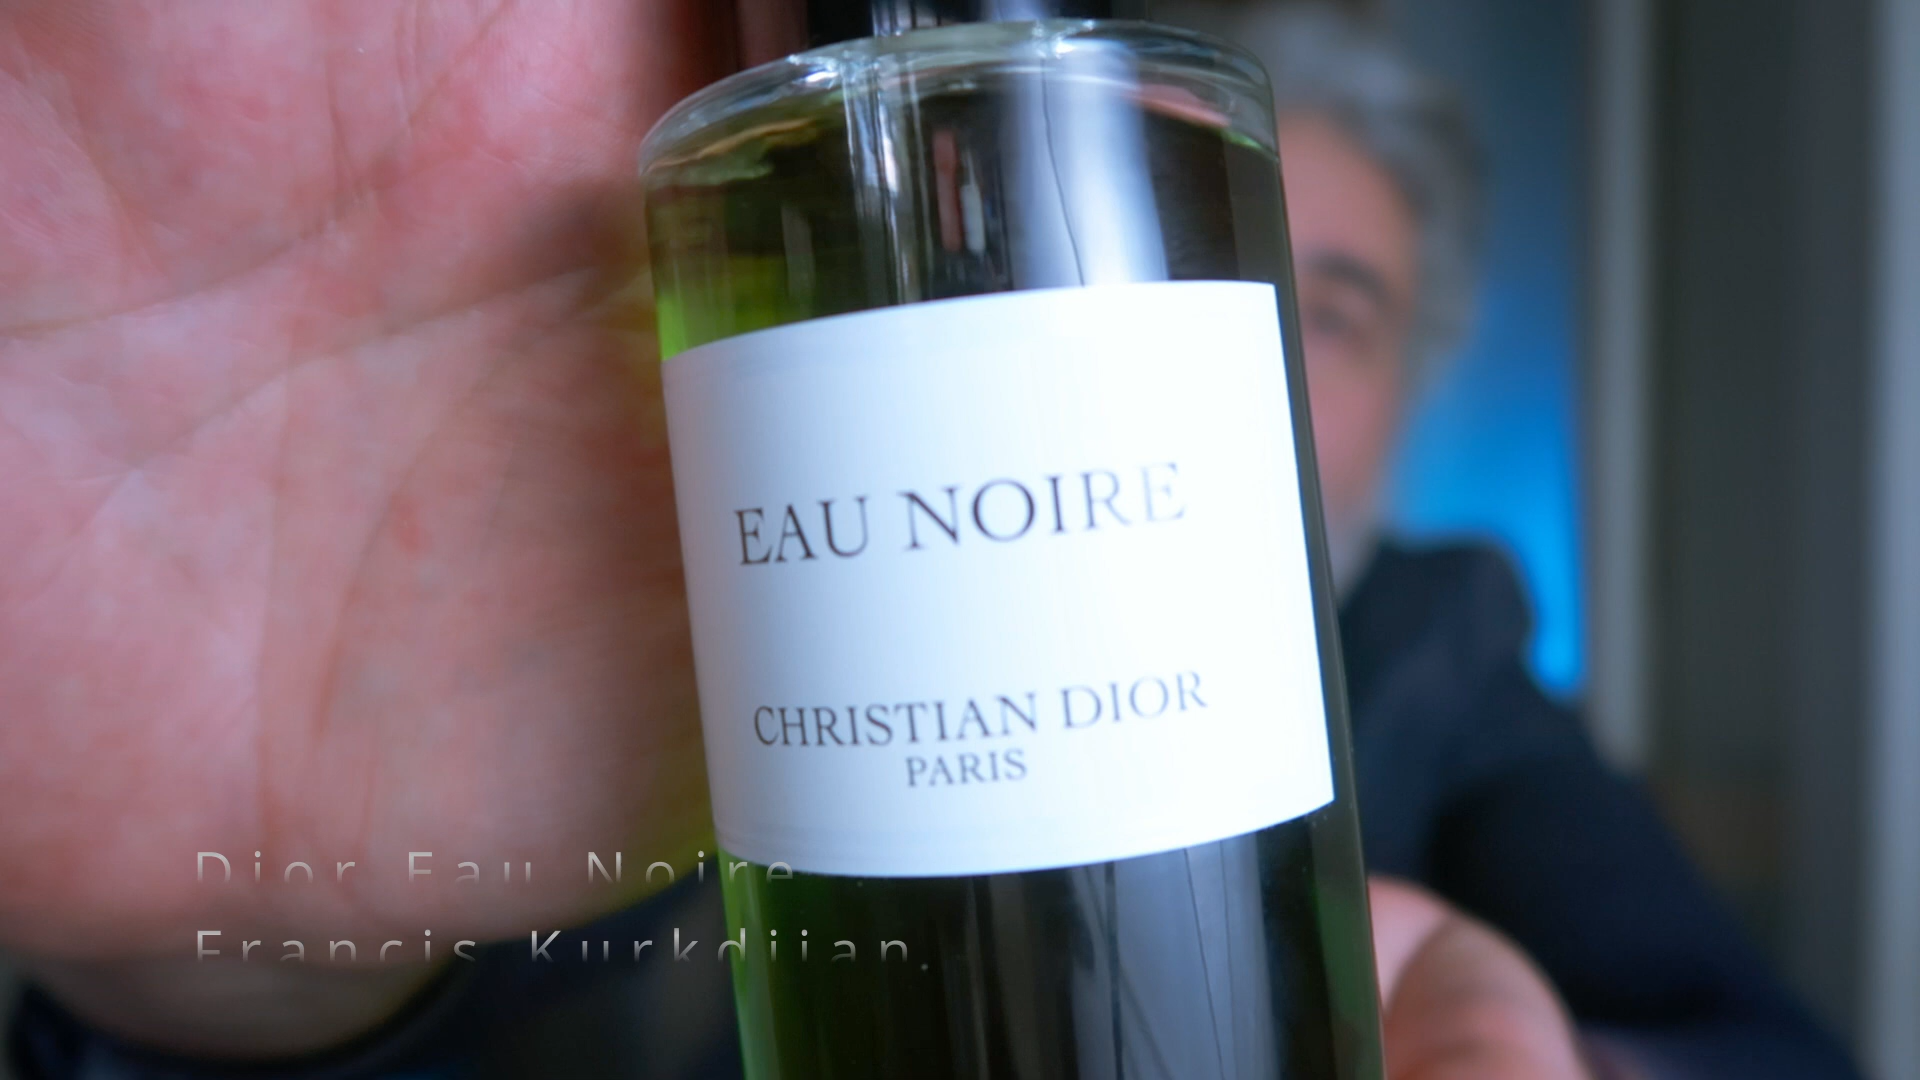 EAU NOIRE
CHRISTIAN DIOR
PARIS
Dior Eau Noire
Francis Kurkdjian.